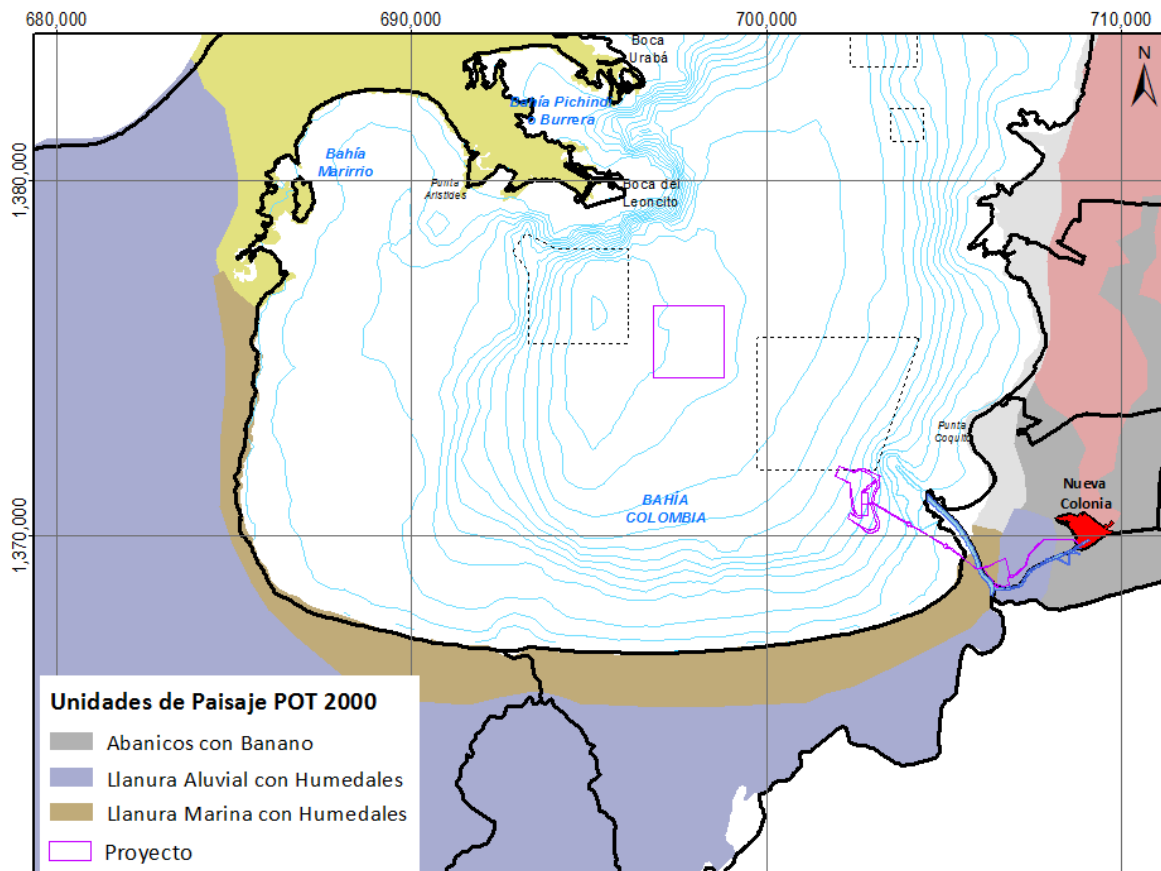 680,000
690,000
700,000
710,000
Boca
Urabá
N
Bahía Pichindi
o Burrera
Bahía
Marirrio
1,380,000
Punta
Aristides
Boca del
Leoncito
Punta
Coquito
Nueva
Colonia
BAHÍA
COLOMBIA
1,370,000
Unidades de Paisaje POT 2000
Abanicos con Banano
Llanura Aluvial con Humedales
Llanura Marina con Humedales
Proyecto